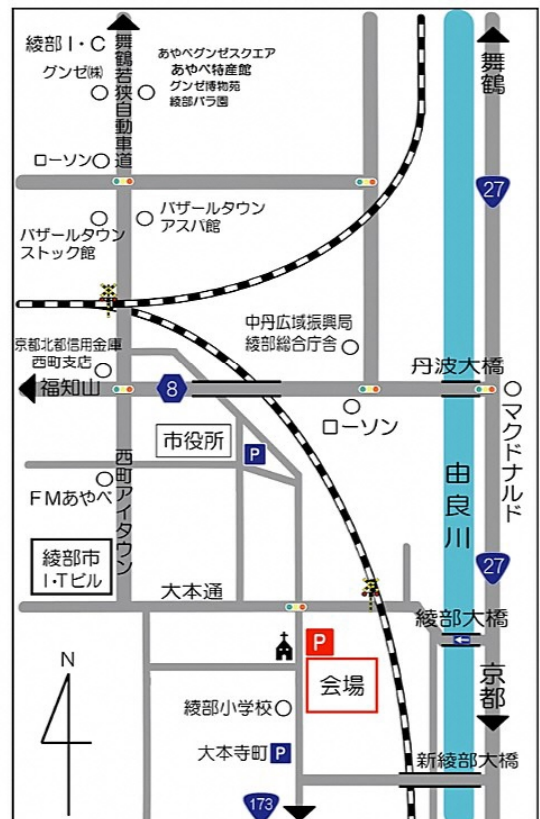 綾部I・C
グンゼ㈱
舞鶴若狭自動車道
あやべグンゼスクエア
あやべ特産館
グンゼ博物苑
綾部バラ園
舞鶴
ローソン
27
バザールタウン
ストック館
バザールタウン
アスパ館
中丹広域振興局
綾部総合庁舎
京都北都信用金庫
西町支店
丹波大橋
福知山
8
ローソン
マクドナルド
市役所
P
西町アイタウン
FMあやべ
由良川
綾部市
I・Tビル
27
大本通
綾部大橋
P
N
会場
京都
綾部小学校
大本寺町
P
新綾部大橋
173